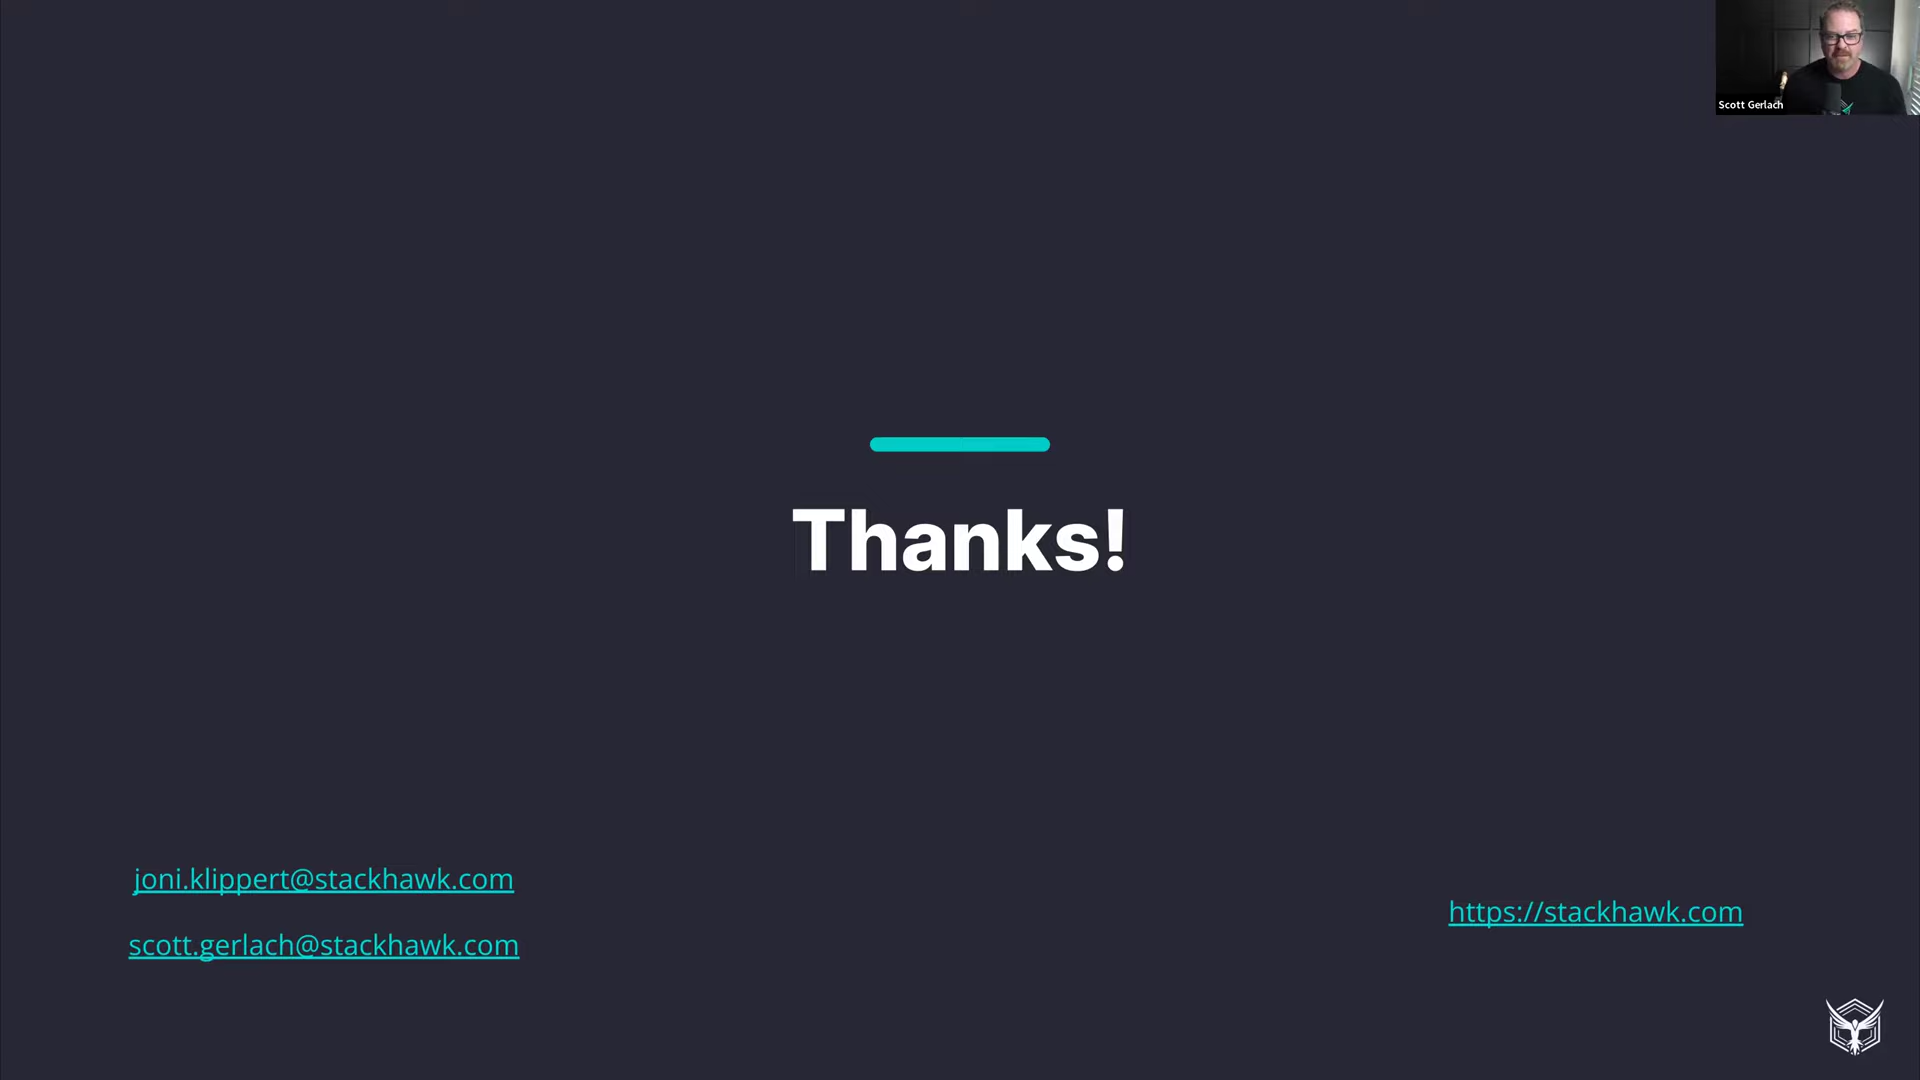 Scott Gerlach
Thanks!
joni.klippert@stackhawk.com
scott.gerlach@stackhawk.com
https://stackhawk.com